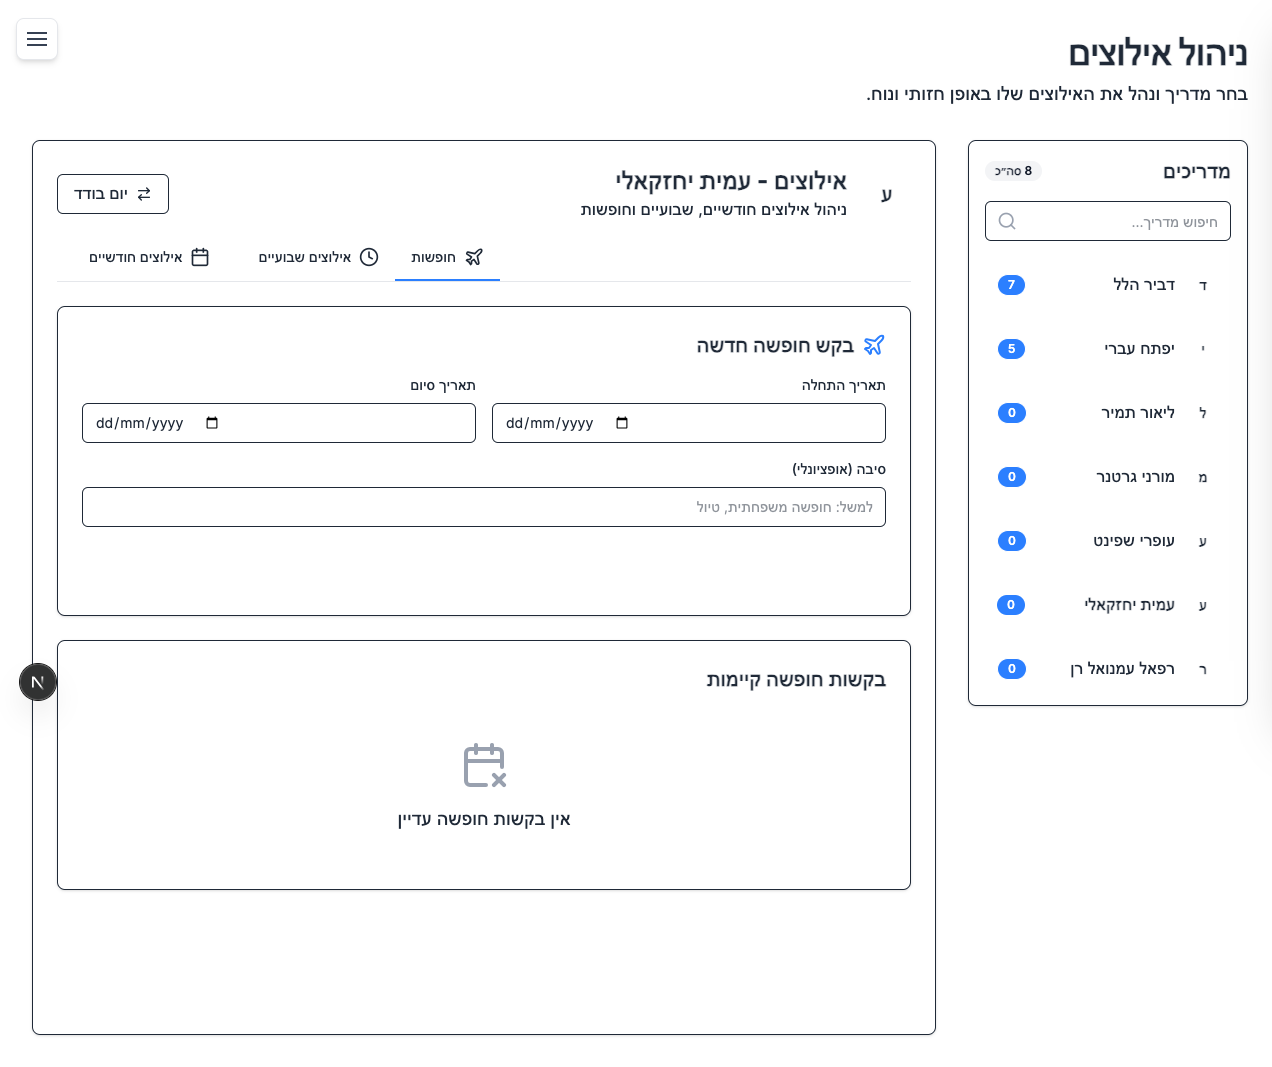 ניהול אילוצים
בחר מדריך ונהל את האילוצים שלו באופן חזותי ונוח.
מדריכים
8 סה״כ
חיפוש מדריך...
ד דביר הלל 7
י יפתח עברי 5
ל ליאור תמיר 0
מ מורני גרטנר 0
ע עופרי שפינט 0
ע עמית יחזקאלי 0
ר רפאל עמנואל רן 0
ע
אילוצים - עמית יחזקאלי
ניהול אילוצים חודשיים, שבועיים וחופשות
יום בודד
חופשות
אילוצים שבועיים
אילוצים חודשיים
בקש חופשה חדשה
תאריך התחלה
dd/mm/yyyy
תאריך סיום
dd/mm/yyyy
סיבה (אופציונלי)
למשל: חופשה משפחתית, טיול
בקשות חופשה קיימות
אין בקשות חופשה עדיין
N